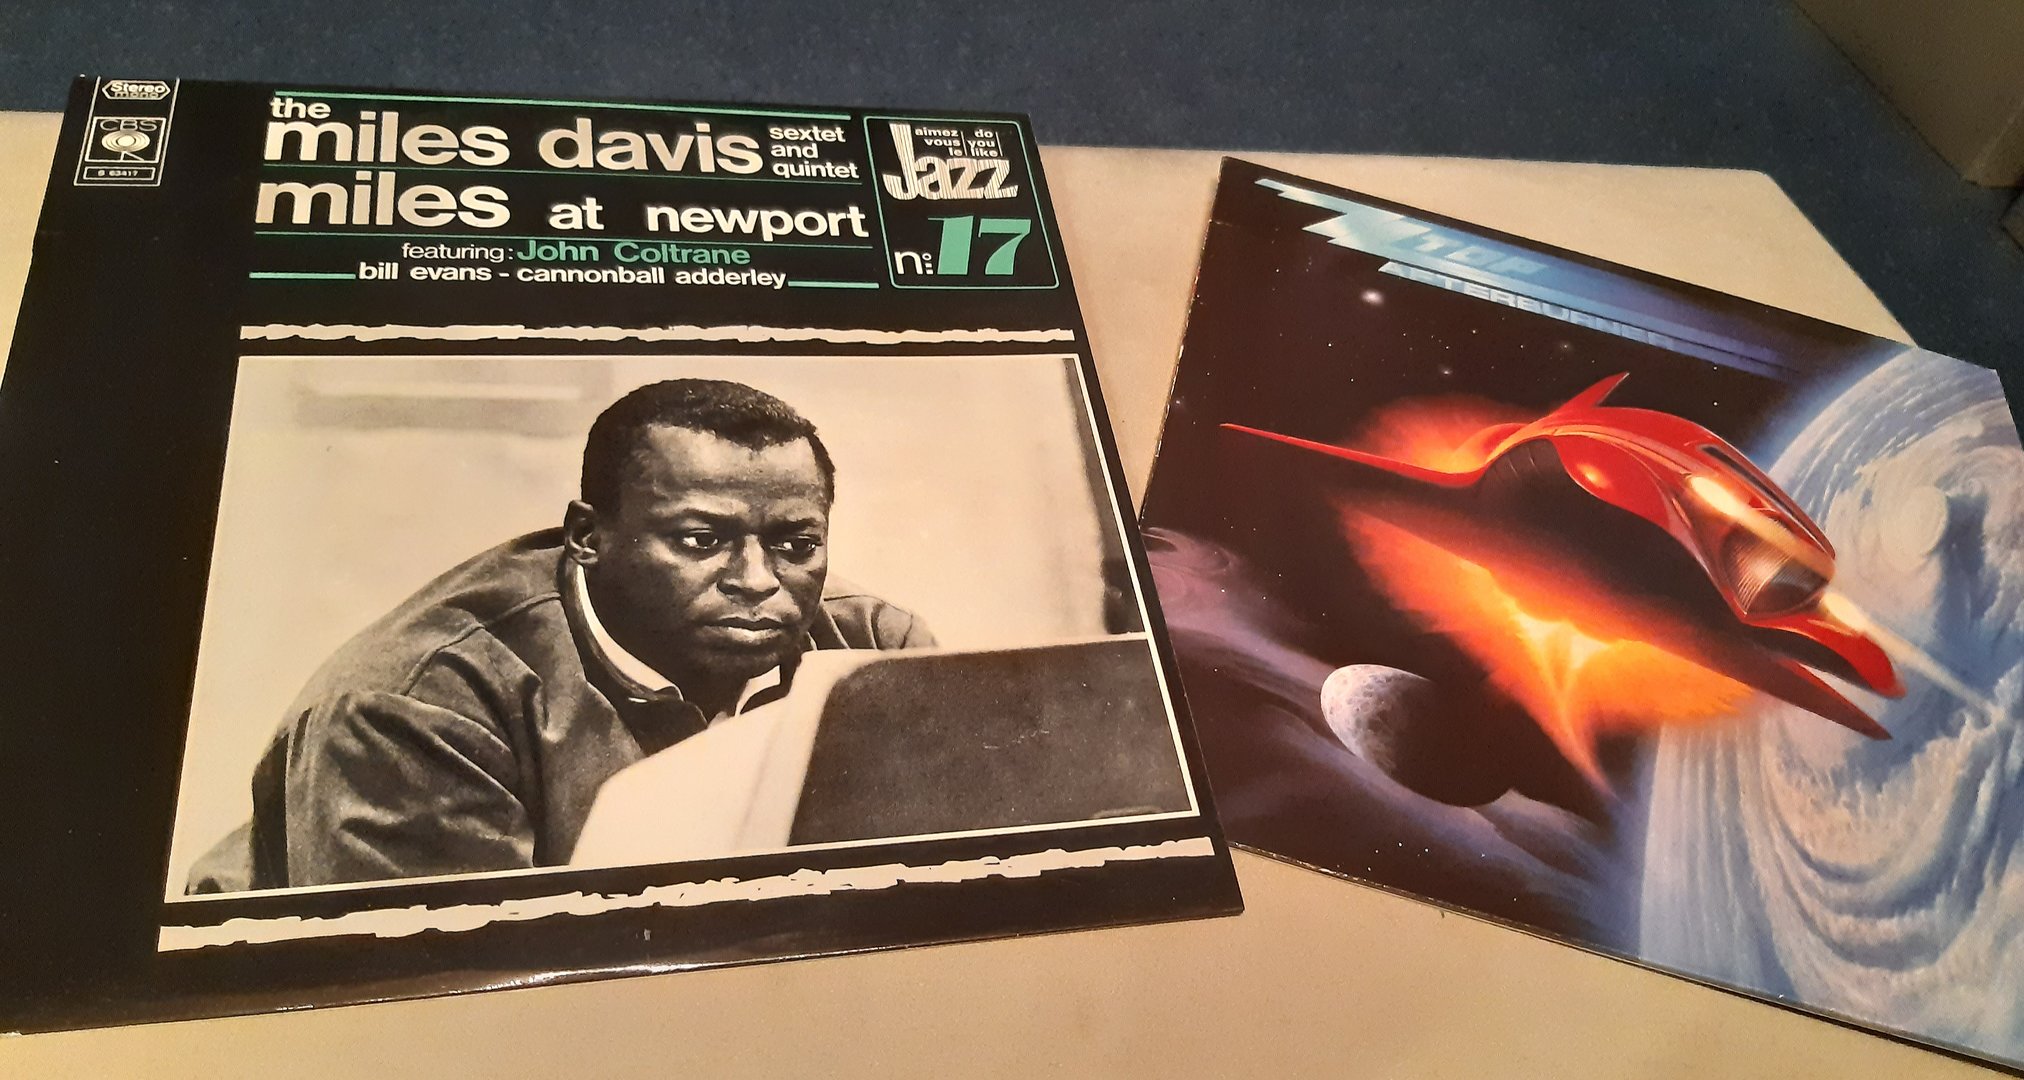 Stereo
mono
CBS
S 63417
the
miles davis
sextet
and
quintet
miles at newport
featuring: John Coltrane
bill evans - cannonball adderley
aimez
vous
le
do
you
like
Jazz
n° 17
ZZ TOP
AFTERBURNER